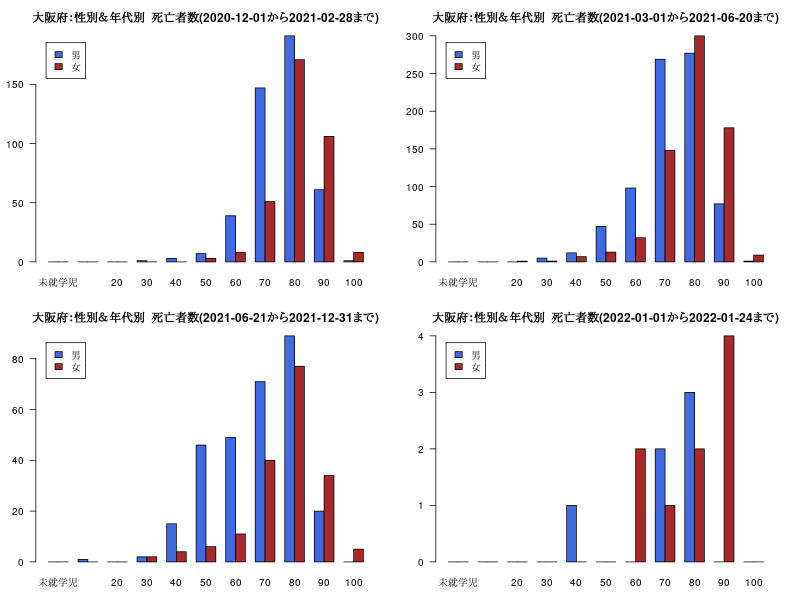 大阪府：性別＆年代別 死亡者数(2020-12-01から2021-02-28まで)
男
女
150
100
50
0
未就学児 20 30 40 50 60 70 80 90 100
大阪府：性別＆年代別 死亡者数(2021-03-01から2021-06-20まで)
男
女
300
250
200
150
100
50
0
未就学児 20 30 40 50 60 70 80 90 100
大阪府：性別＆年代別 死亡者数(2021-06-21から2021-12-31まで)
男
女
80
60
40
20
0
未就学児 20 30 40 50 60 70 80 90 100
大阪府：性別＆年代別 死亡者数(2022-01-01から2022-01-24まで)
男
女
4
3
2
1
0
未就学児 20 30 40 50 60 70 80 90 100